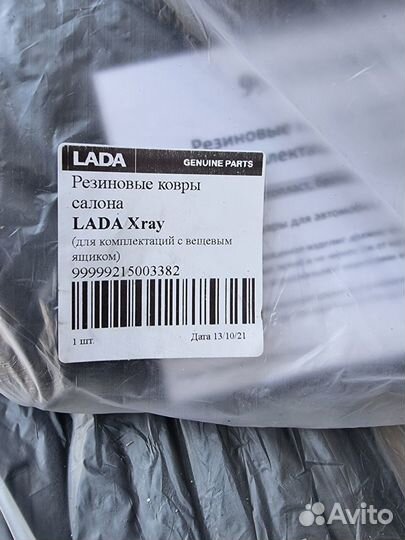 LADA
GENUINE PARTS
Резиновые ковры
салона
LADA Xray
(для комплектаций с вещевым
ящиком)
99999215003382
1 шт.
Дата 13/10/21
Резиновые
Avito